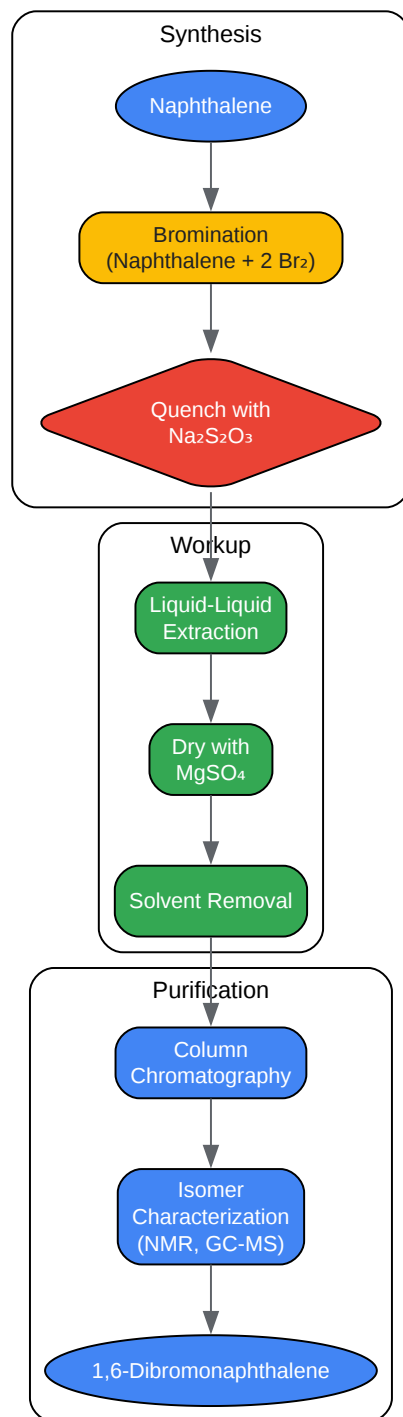 Synthesis
Naphthalene
Bromination
(Naphthalene + 2 Br₂)
Quench with
Na₂S₂O₃
Workup
Liquid-Liquid
Extraction
Dry with
MgSO₄
Solvent Removal
Purification
Column
Chromatography
Isomer
Characterization
(NMR, GC-MS)
1,6-Dibromonaphthalene